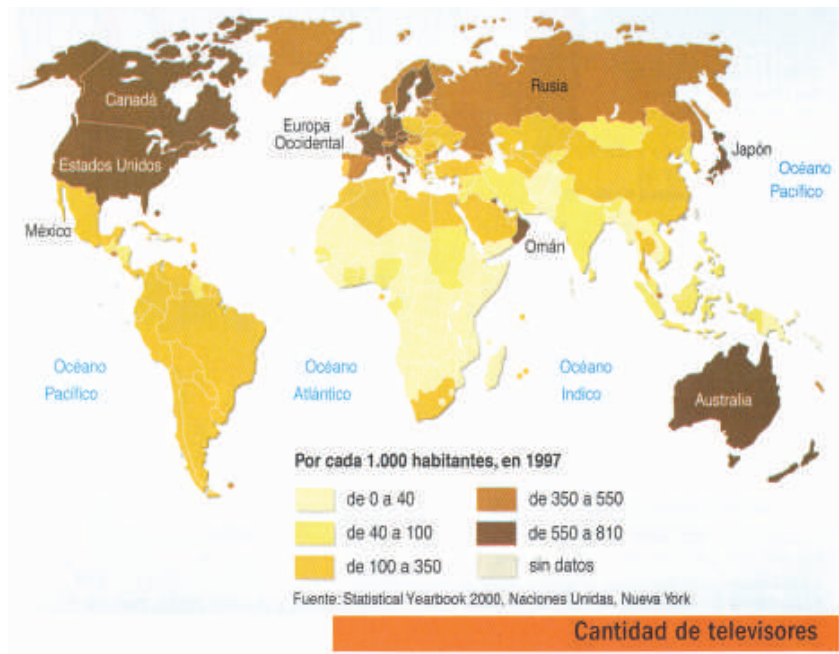 Canadá
Estados Unidos
México
Europa
Occidental
Rusia
Japón
Océano
Pacífico
Omán
Océano
Pacífico
Océano
Atlántico
Océano
Indico
Australia
Por cada 1.000 habitantes, en 1997
de 0 a 40
de 40 a 100
de 100 a 350
de 350 a 550
de 550 a 810
sin datos
Fuente: Statistical Yearbook 2000, Naciones Unidas, Nueva York
Cantidad de televisores